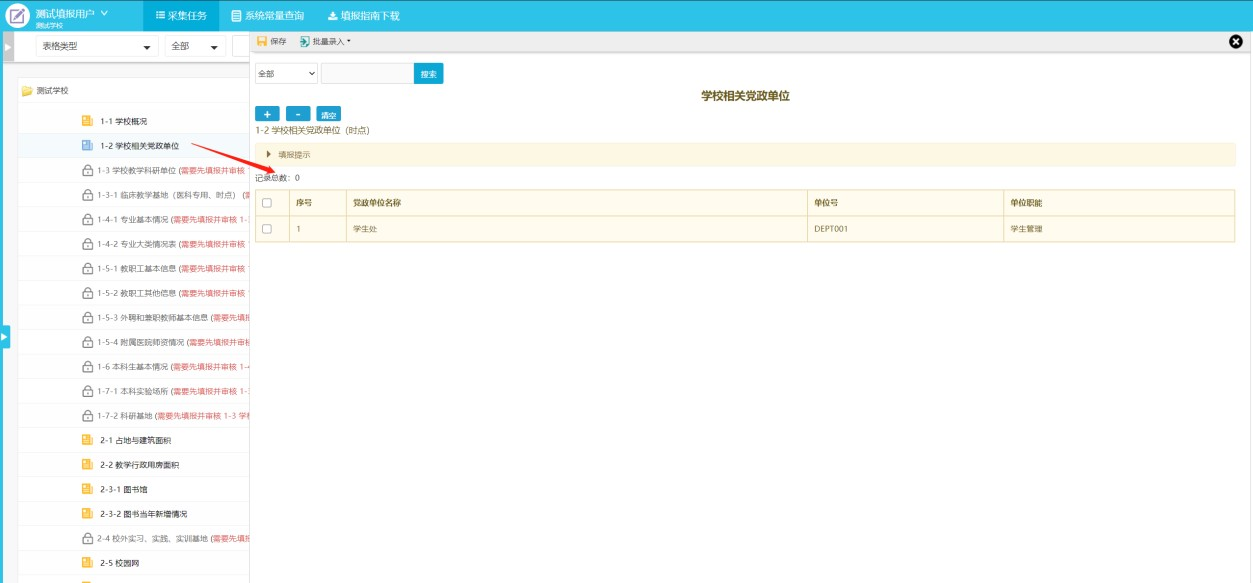 测试填报用户
测试学校
采集任务
系统常量查询
填报指南下载
表格类型
全部
保存
批量录入
测试学校
1-1 学校概况
1-2 学校相关党政单位
1-3 学校教学科研单位 (需要先填报并审核 1
1-3-1 临床教学基地（医科专用、时点） (需
1-4-1 专业基本情况 (需要先填报并审核 1-
1-4-2 专业大类情况表 (需要先填报并审核
1-5-1 教职工基本信息 (需要先填报并审核
1-5-2 教职工其他信息 (需要先填报并审核
1-5-3 外聘和兼职教师基本信息 (需要先填报
1-5-4 附属医院师资情况 (需要先填报并审核
1-6 本科生基本情况 (需要先填报并审核 1-4
1-7-1 本科实验场所 (需要先填报并审核 1-
1-7-2 科研基地 (需要先填报并审核 1-3 学校
2-1 占地与建筑面积
2-2 教学行政用房面积
2-3-1 图书馆
2-3-2 图书当年新增情况
2-4 校外实习、实践、实训基地 (需要先填报
2-5 校园网
全部
搜索
学校相关党政单位
+ - 清空
1-2 学校相关党政单位（时点）
填报提示
记录总数：0
序号 党政单位名称 单位号 单位职能
1 学生处 DEPT001 学生管理